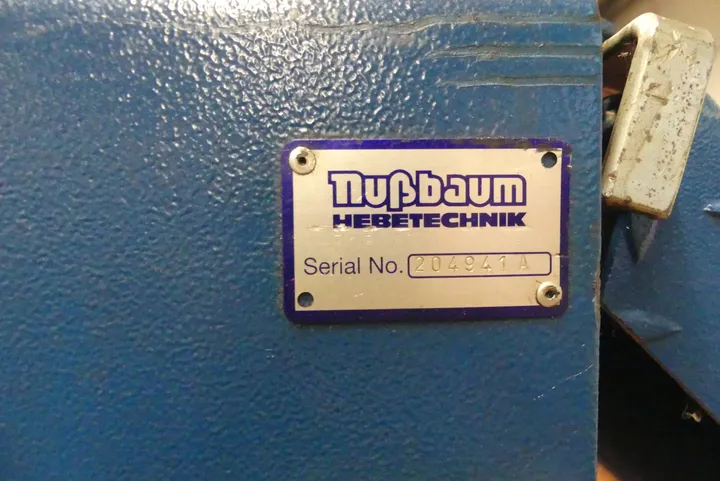 Nußbaum
HEBETECHNIK
Serial No. 204941 A